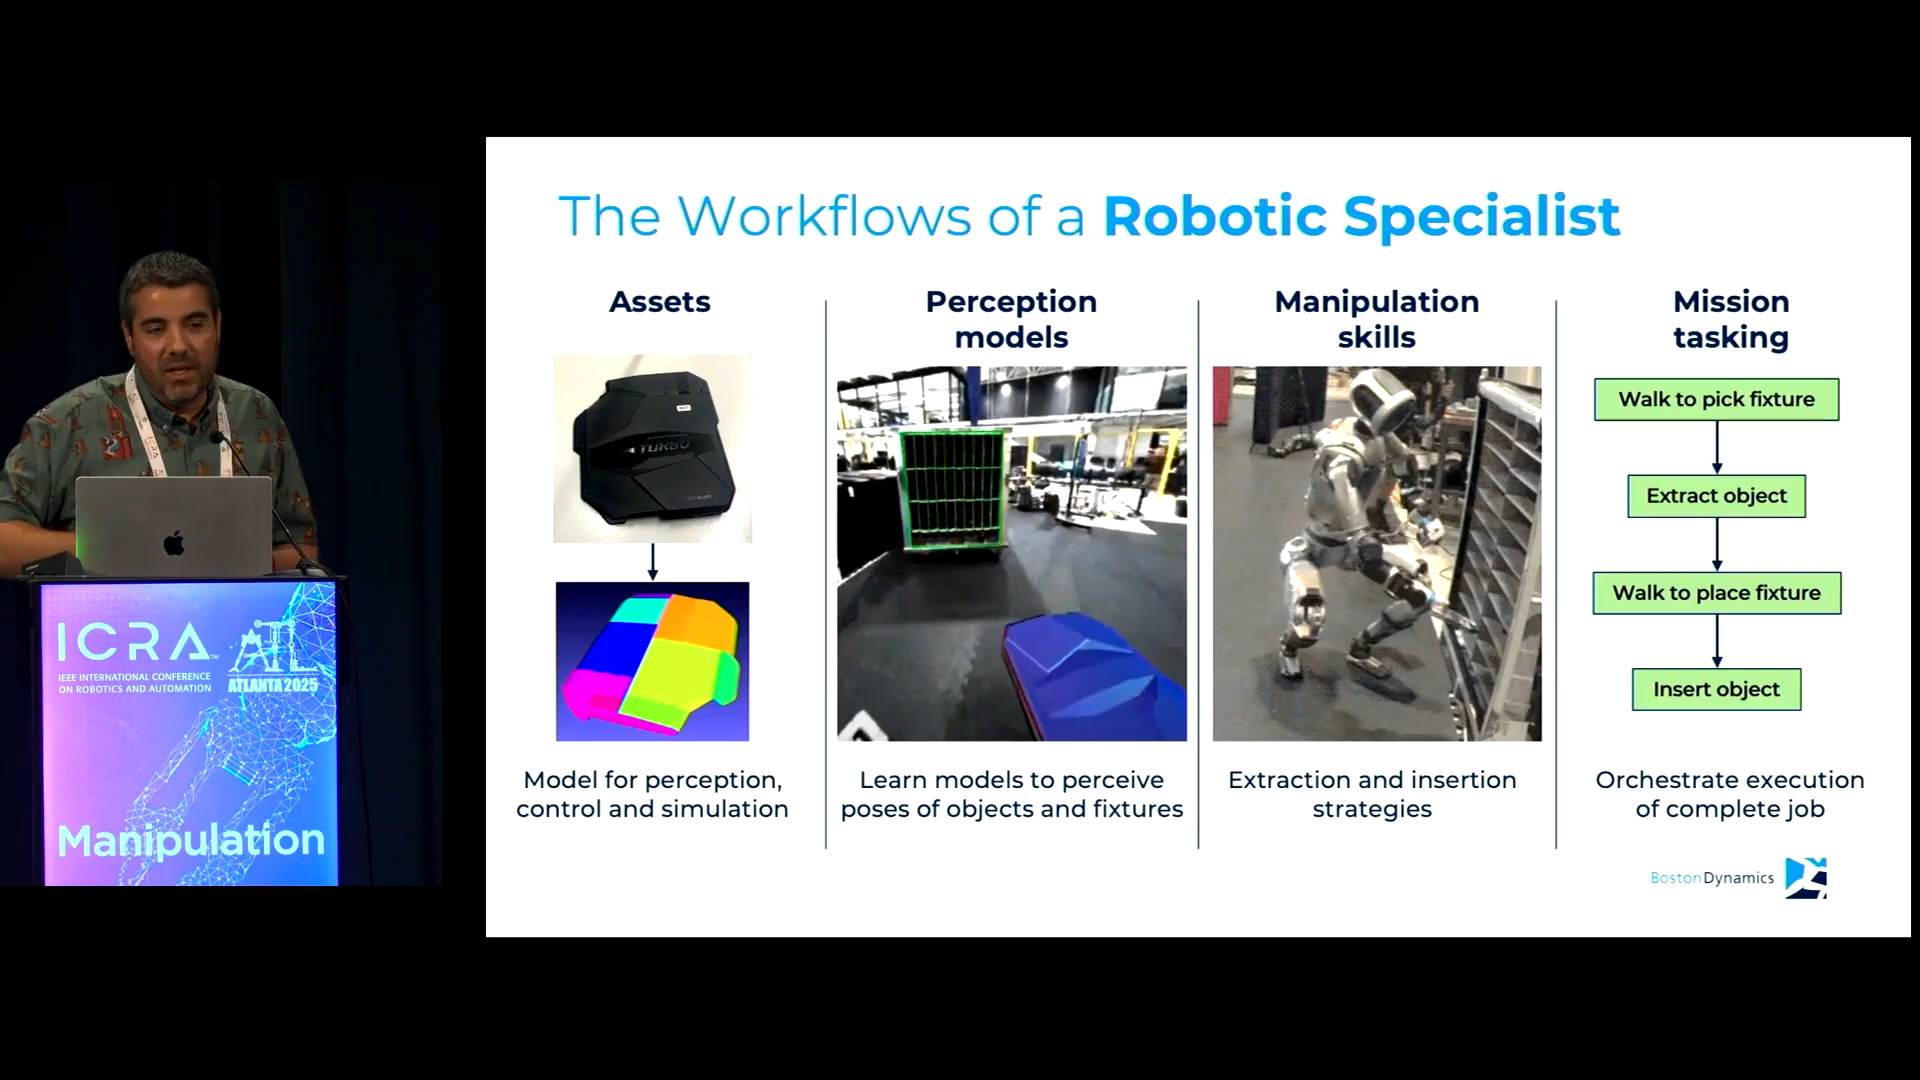 The Workflows of a Robotic Specialist
Assets
TURBO
Model for perception,
control and simulation
Perception
models
Learn models to perceive
poses of objects and fixtures
Manipulation
skills
Extraction and insertion
strategies
Mission
tasking
Walk to pick fixture
Extract object
Walk to place fixture
Insert object
Orchestrate execution
of complete job
BostonDynamics
ICRA™
IEEE INTERNATIONAL CONFERENCE
ON ROBOTICS AND AUTOMATION
ATL
ATLANTA 2025
Manipulation